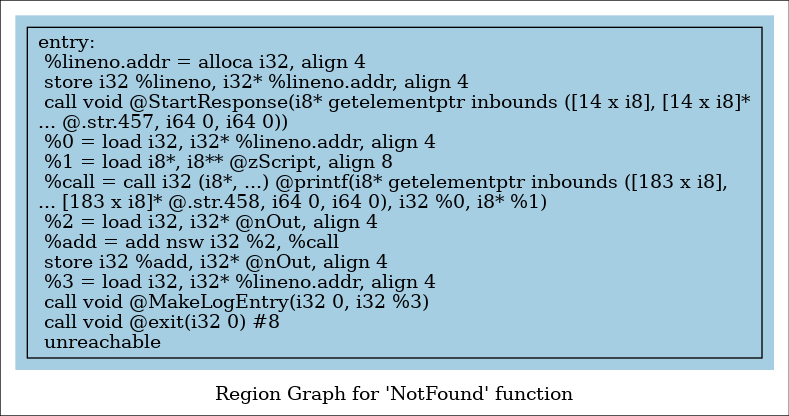 entry:
%lineno.addr = alloca i32, align 4
store i32 %lineno, i32* %lineno.addr, align 4
call void @StartResponse(i8* getelementptr inbounds ([14 x i8], [14 x i8]*
... @.str.457, i64 0, i64 0))
%0 = load i32, i32* %lineno.addr, align 4
%1 = load i8*, i8** @zScript, align 8
%call = call i32 (i8*, ...) @printf(i8* getelementptr inbounds ([183 x i8],
... [183 x i8]* @.str.458, i64 0, i64 0), i32 %0, i8* %1)
%2 = load i32, i32* @nOut, align 4
%add = add nsw i32 %2, %call
store i32 %add, i32* @nOut, align 4
%3 = load i32, i32* %lineno.addr, align 4
call void @MakeLogEntry(i32 0, i32 %3)
call void @exit(i32 0) #8
unreachable
Region Graph for 'NotFound' function